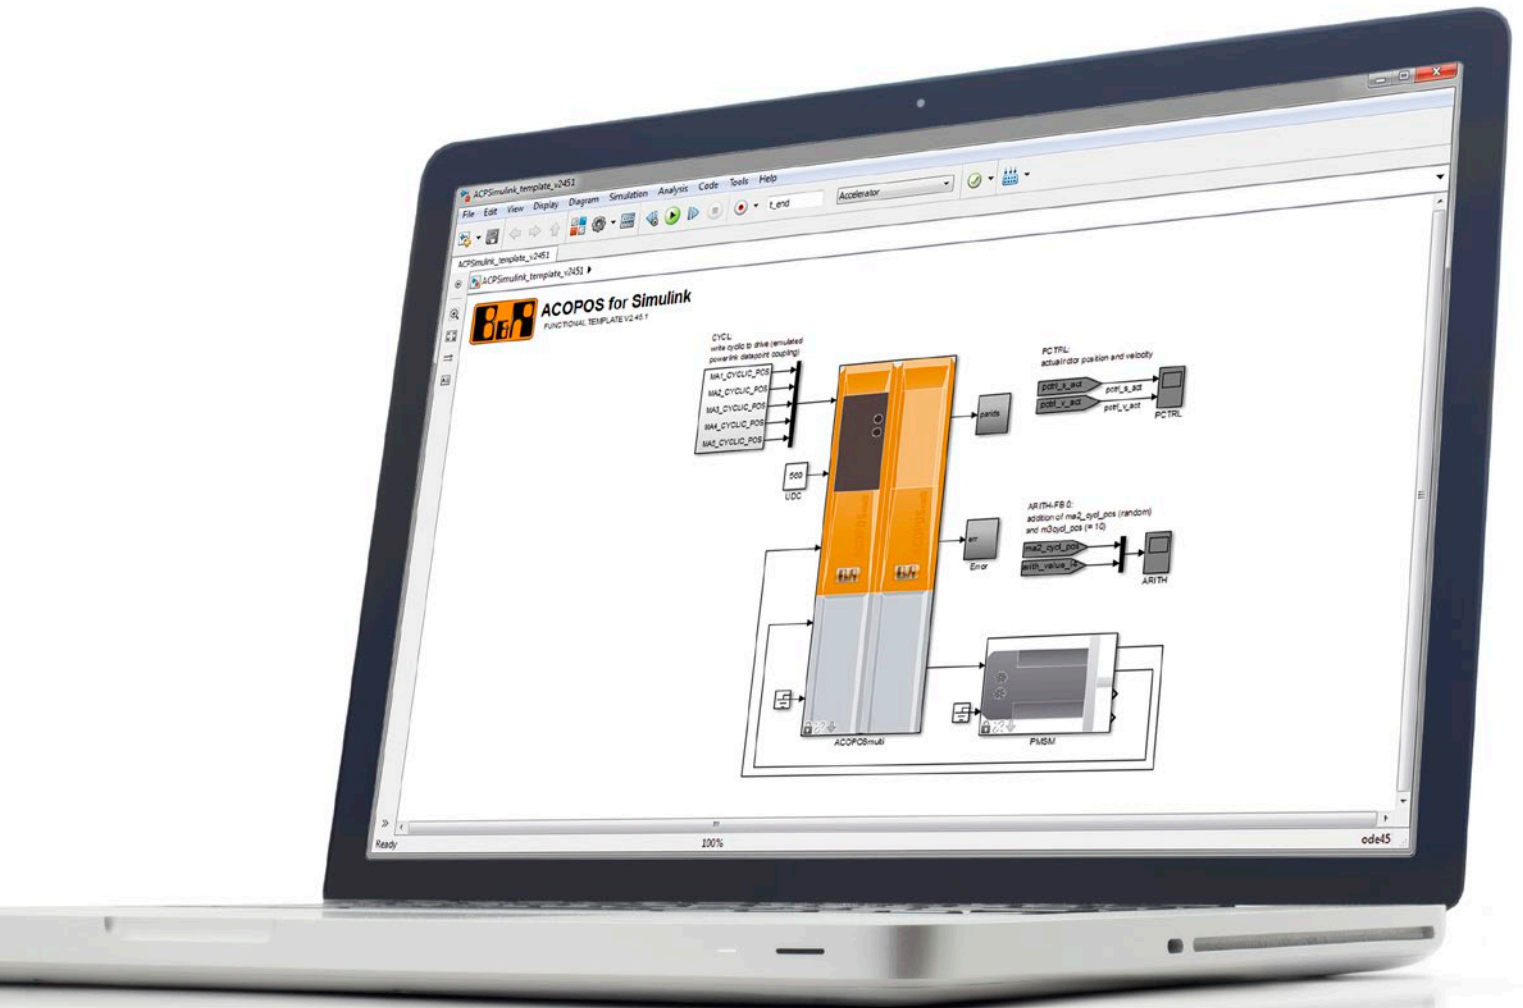 ACPSimulink_template_v2451
File Edit View Display Diagram Simulation Analysis Code Tools Help
t_end
Accelerator
ACPSimulink_template_v2451
ACPSimulink_template_v2451
B&R
ACOPOS for Simulink
FUNCTIONAL TEMPLATE V2.45.1
CYCL:
write cyclic to drive (emulated
powerlink datapoint coupling)
MA1_CYCLIC_POS
MA2_CYCLIC_POS
MA3_CYCLIC_POS
MA4_CYCLIC_POS
MA5_CYCLIC_POS
560
UDC
parids
err
Error
PCTRL:
actual rotor position and velocity
pctrl_s_act
pctrl_s_act
pctrl_v_act
pctrl_v_act
PCTRL
ARITH-FB 0:
addition of ma2_cycl_pos (random)
and m3cycl_pos (= 10)
ma2_cycl_pos
arith_value_i4
ARITH
B&R
B&R
ACOPOSmulti
PMSM
Ready
100%
ode45